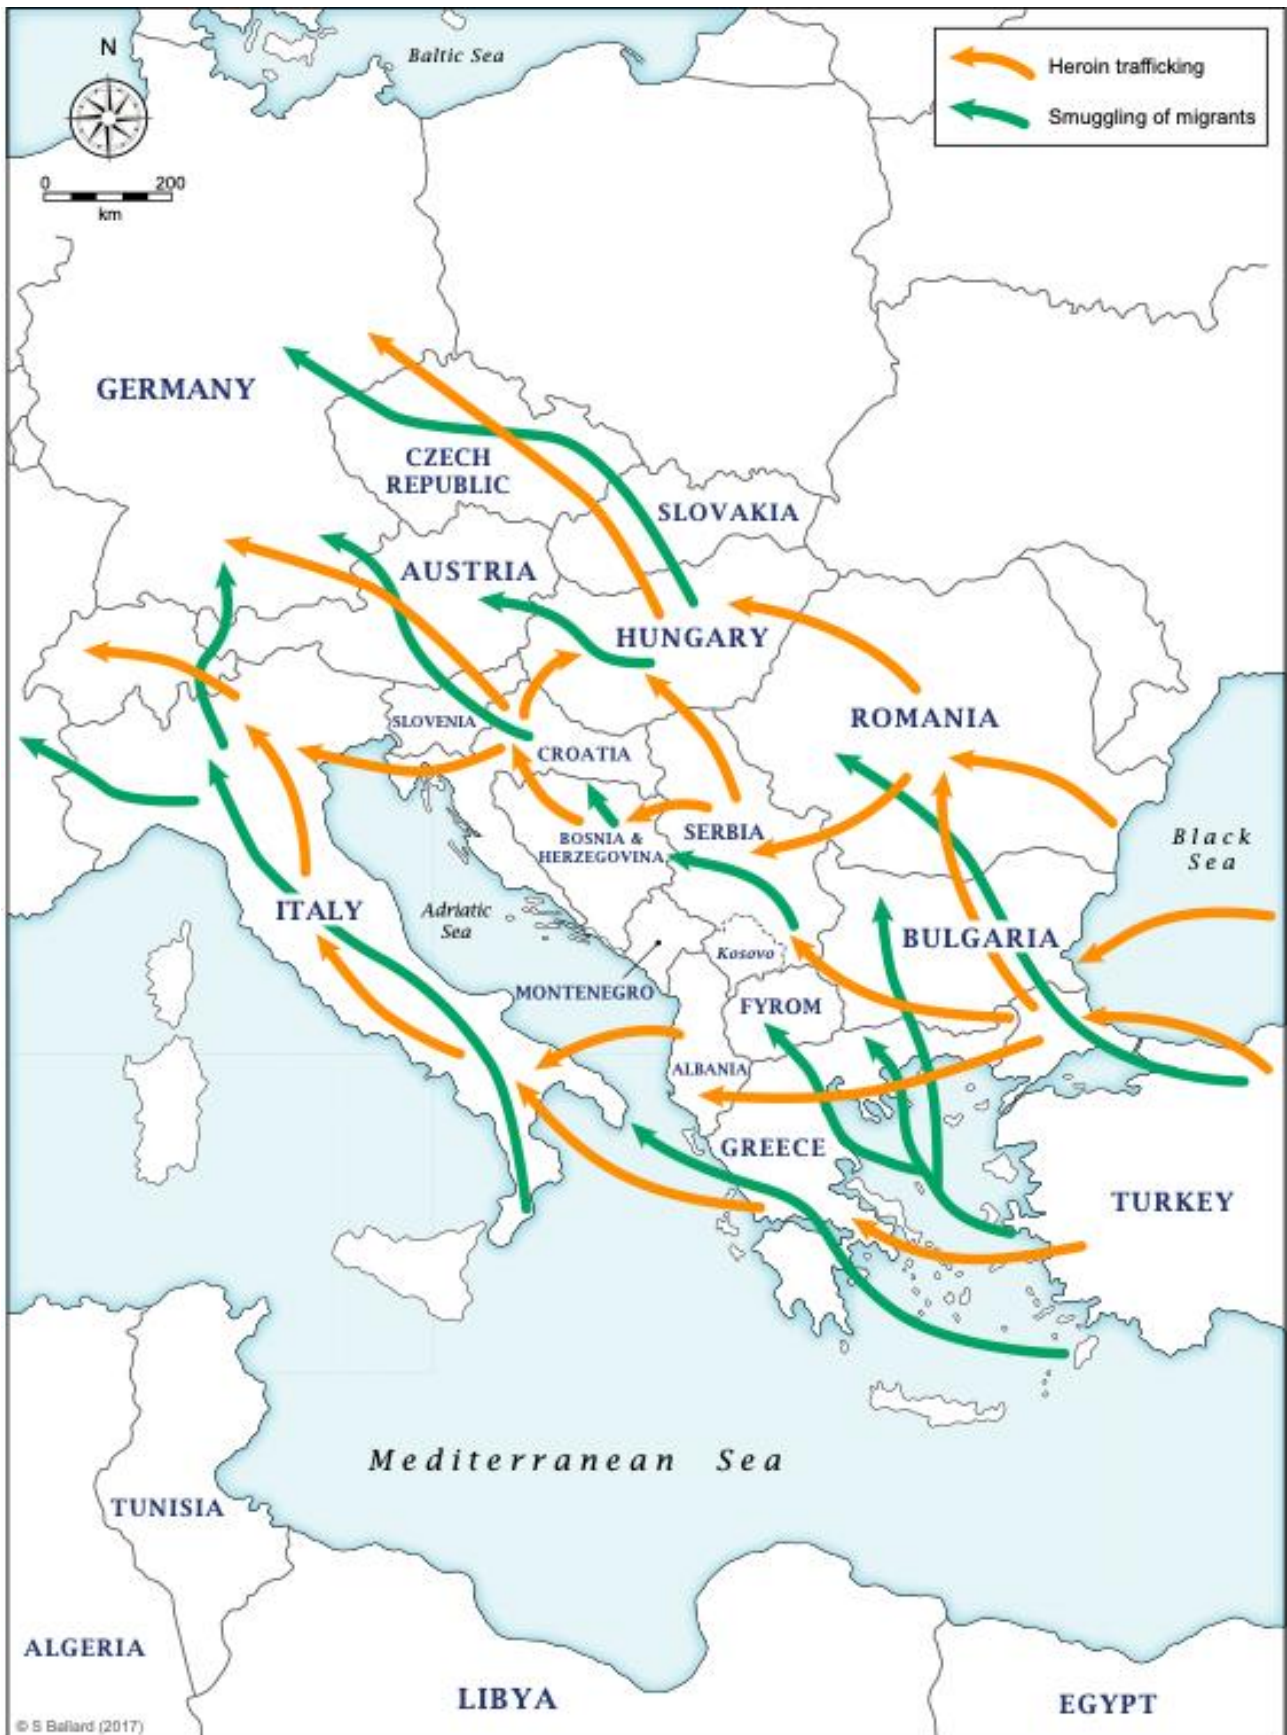 N
Baltic Sea
Heroin trafficking
Smuggling of migrants
0 200
km
GERMANY
CZECH
REPUBLIC
SLOVAKIA
AUSTRIA
HUNGARY
SLOVENIA
CROATIA
ROMANIA
BOSNIA &
HERZEGOVINA
SERBIA
Black
Sea
ITALY
Adriatic
Sea
Kosovo
BULGARIA
MONTENEGRO
FYROM
ALBANIA
GREECE
TURKEY
Mediterranean Sea
TUNISIA
ALGERIA
LIBYA
EGYPT
© S Ballard (2017)